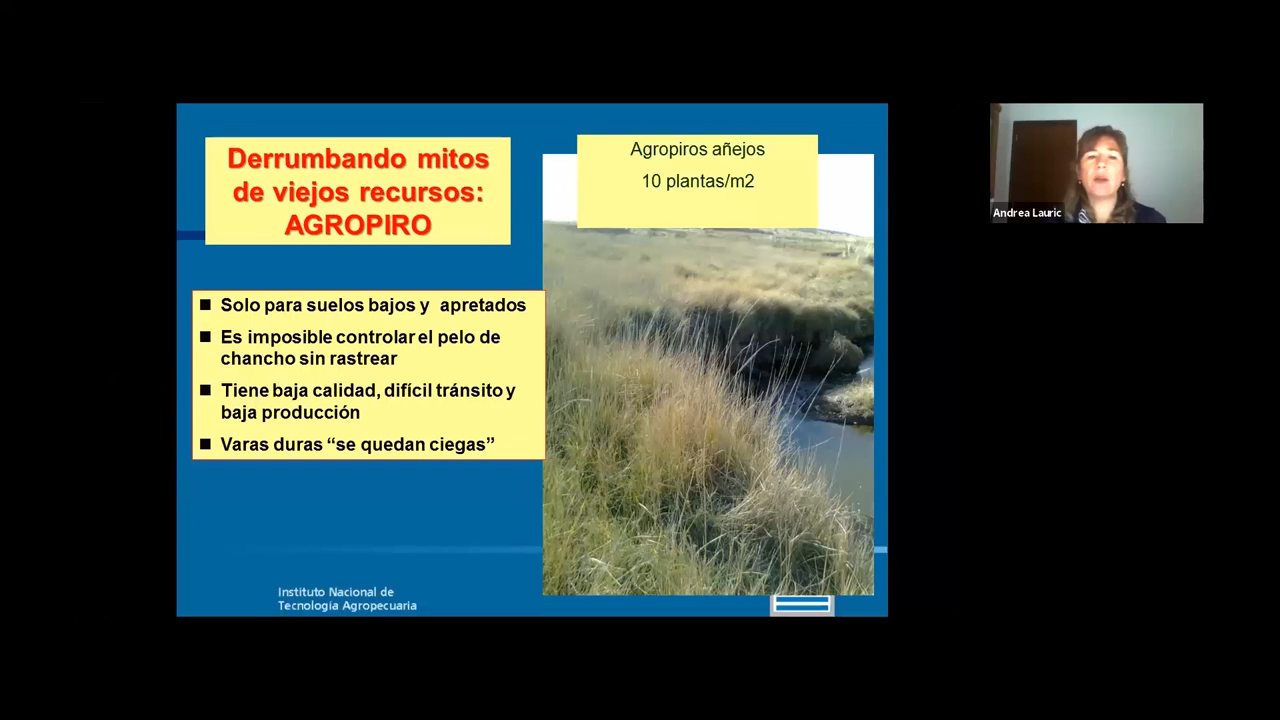 Derrumbando mitos
de viejos recursos:
AGROPIRO
Agropiros añejos
10 plantas/m2
■ Solo para suelos bajos y apretados
■ Es imposible controlar el pelo de
chancho sin rastrear
■ Tiene baja calidad, difícil tránsito y
baja producción
■ Varas duras “se quedan ciegas”
Instituto Nacional de
Tecnología Agropecuaria
Andrea Lauric